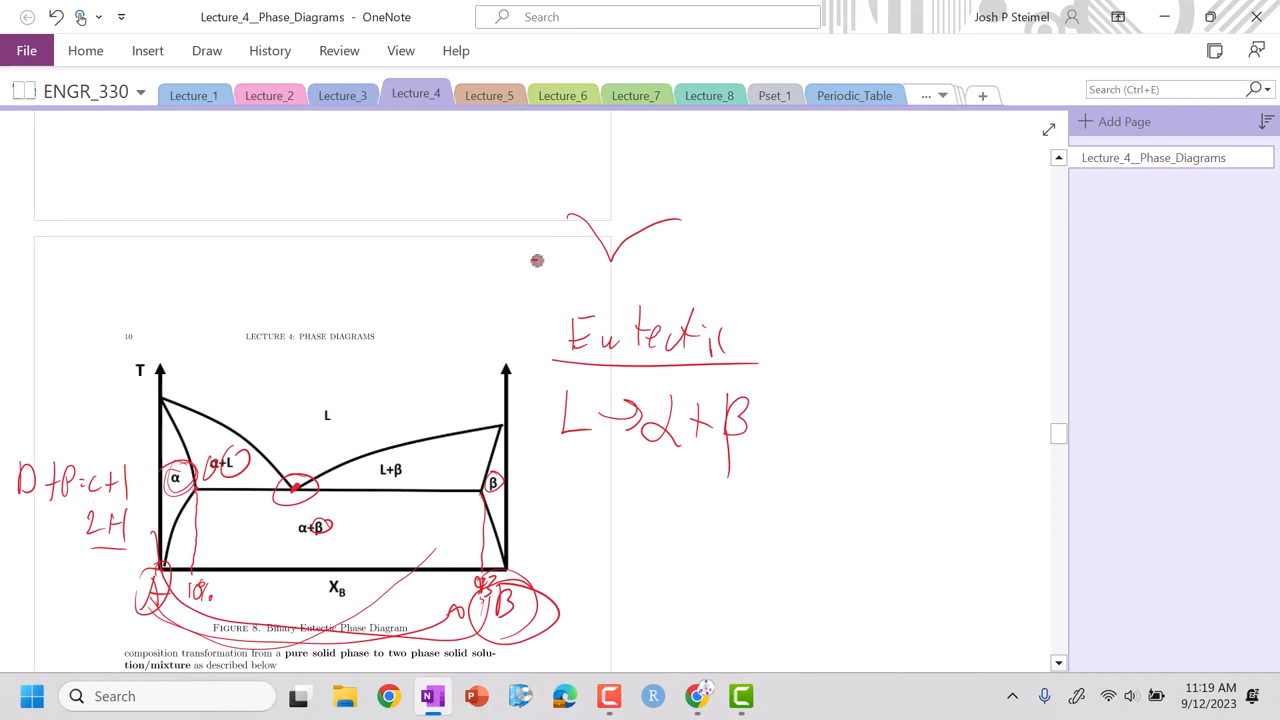 Lecture_4__Phase_Diagrams - OneNote
Search
Josh P Steimel
File Home Insert Draw History Review View Help
ENGR_330
Lecture_1 Lecture_2 Lecture_3 Lecture_4 Lecture_5 Lecture_6 Lecture_7 Lecture_8 Pset_1 Periodic_Table ...
Search (Ctrl+E)
Add Page
Lecture_4__Phase_Diagrams
10 LECTURE 4: PHASE DIAGRAMS
Eutectic
L → α + β
T
L
α+L
L+β
α
β
α+β
D+P=C+1
A
10%
B
X_B
FIGURE 8. Binary Eutectic Phase Diagram
composition transformation from a pure solid phase to two phase solid solu-
tion/mixture as described below
Search
11:19 AM
9/12/2023